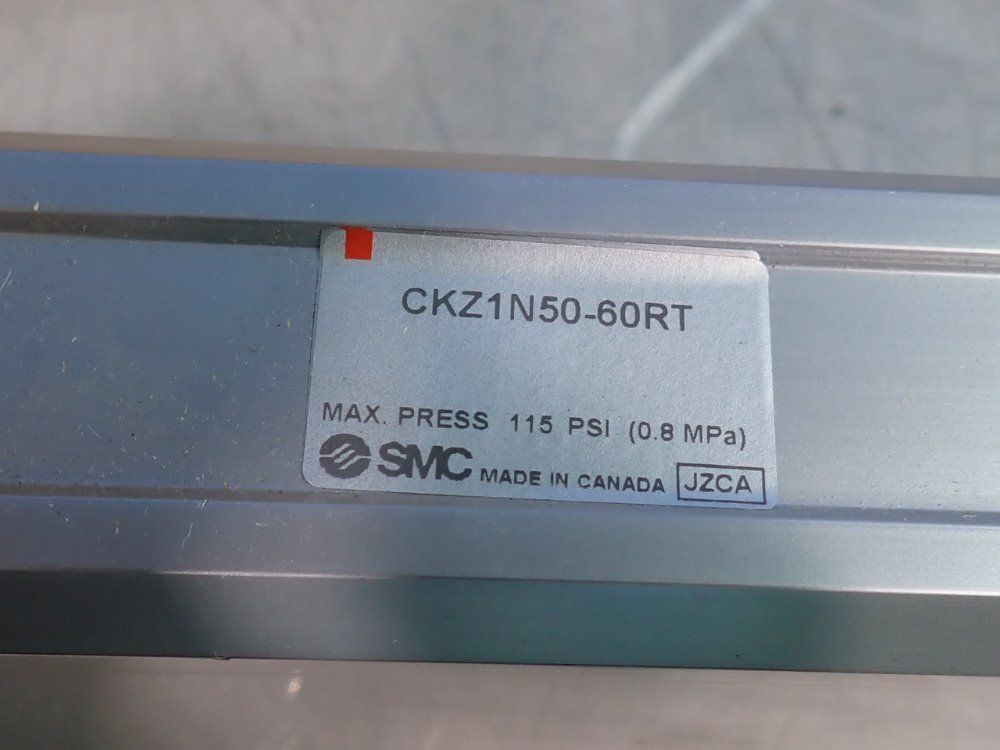 CKZ1N50-60RT
MAX. PRESS 115 PSI (0.8 MPa)
SMC MADE IN CANADA JZCA